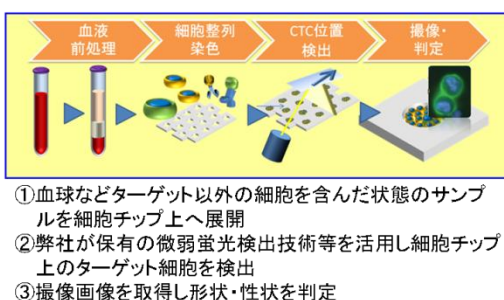 血液
前処理
細胞整列
染色
CTC位置
検出
撮像・
判定
①血球などターゲット以外の細胞を含んだ状態のサンプ
ルを細胞チップ上へ展開
②弊社が保有の微弱蛍光検出技術等を活用し細胞チップ
上のターゲット細胞を検出
③撮像画像を取得し形状・性状を判定